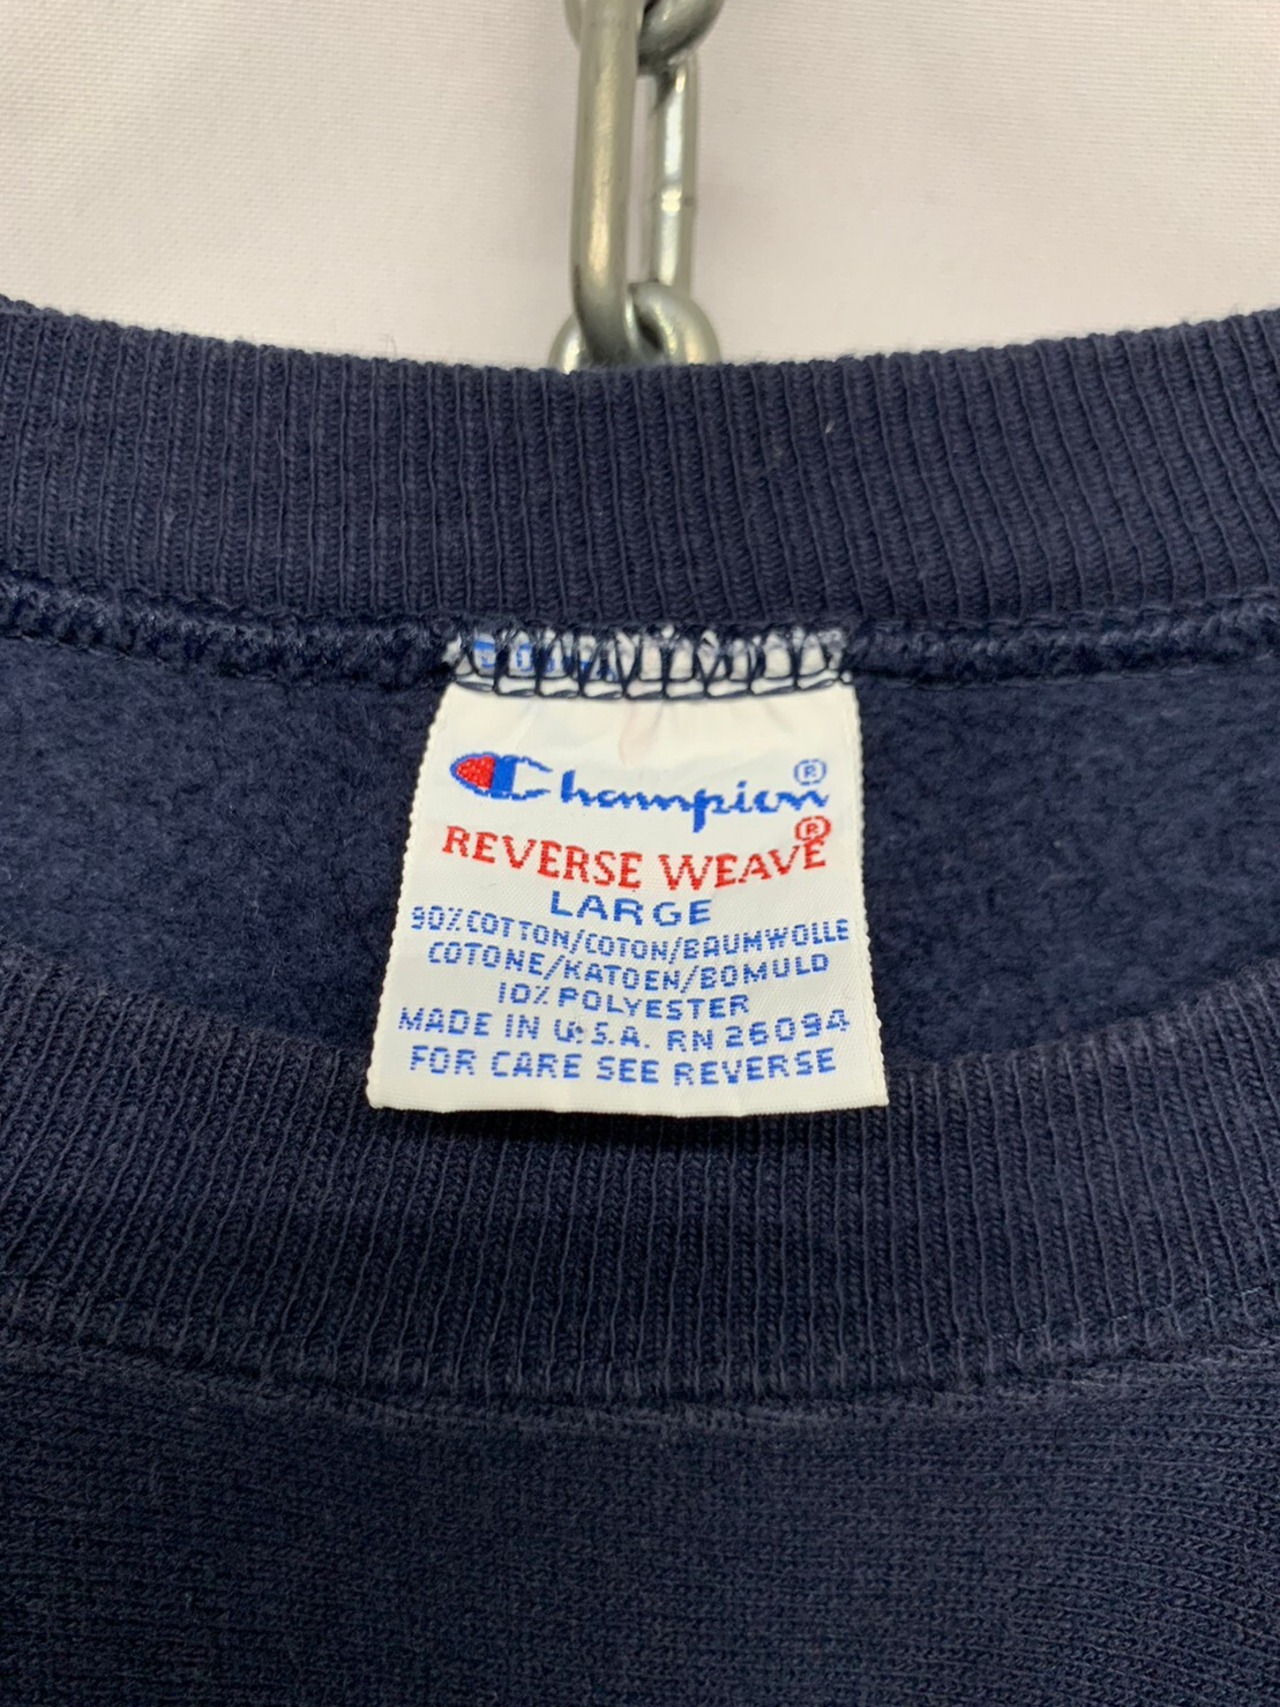 Champion®
REVERSE WEAVE®
LARGE
90% COTTON/COTON/BAUMWOLLE
COTONE/KATOEN/BOMULD
10% POLYESTER
MADE IN U.S.A. RN 26094
FOR CARE SEE REVERSE